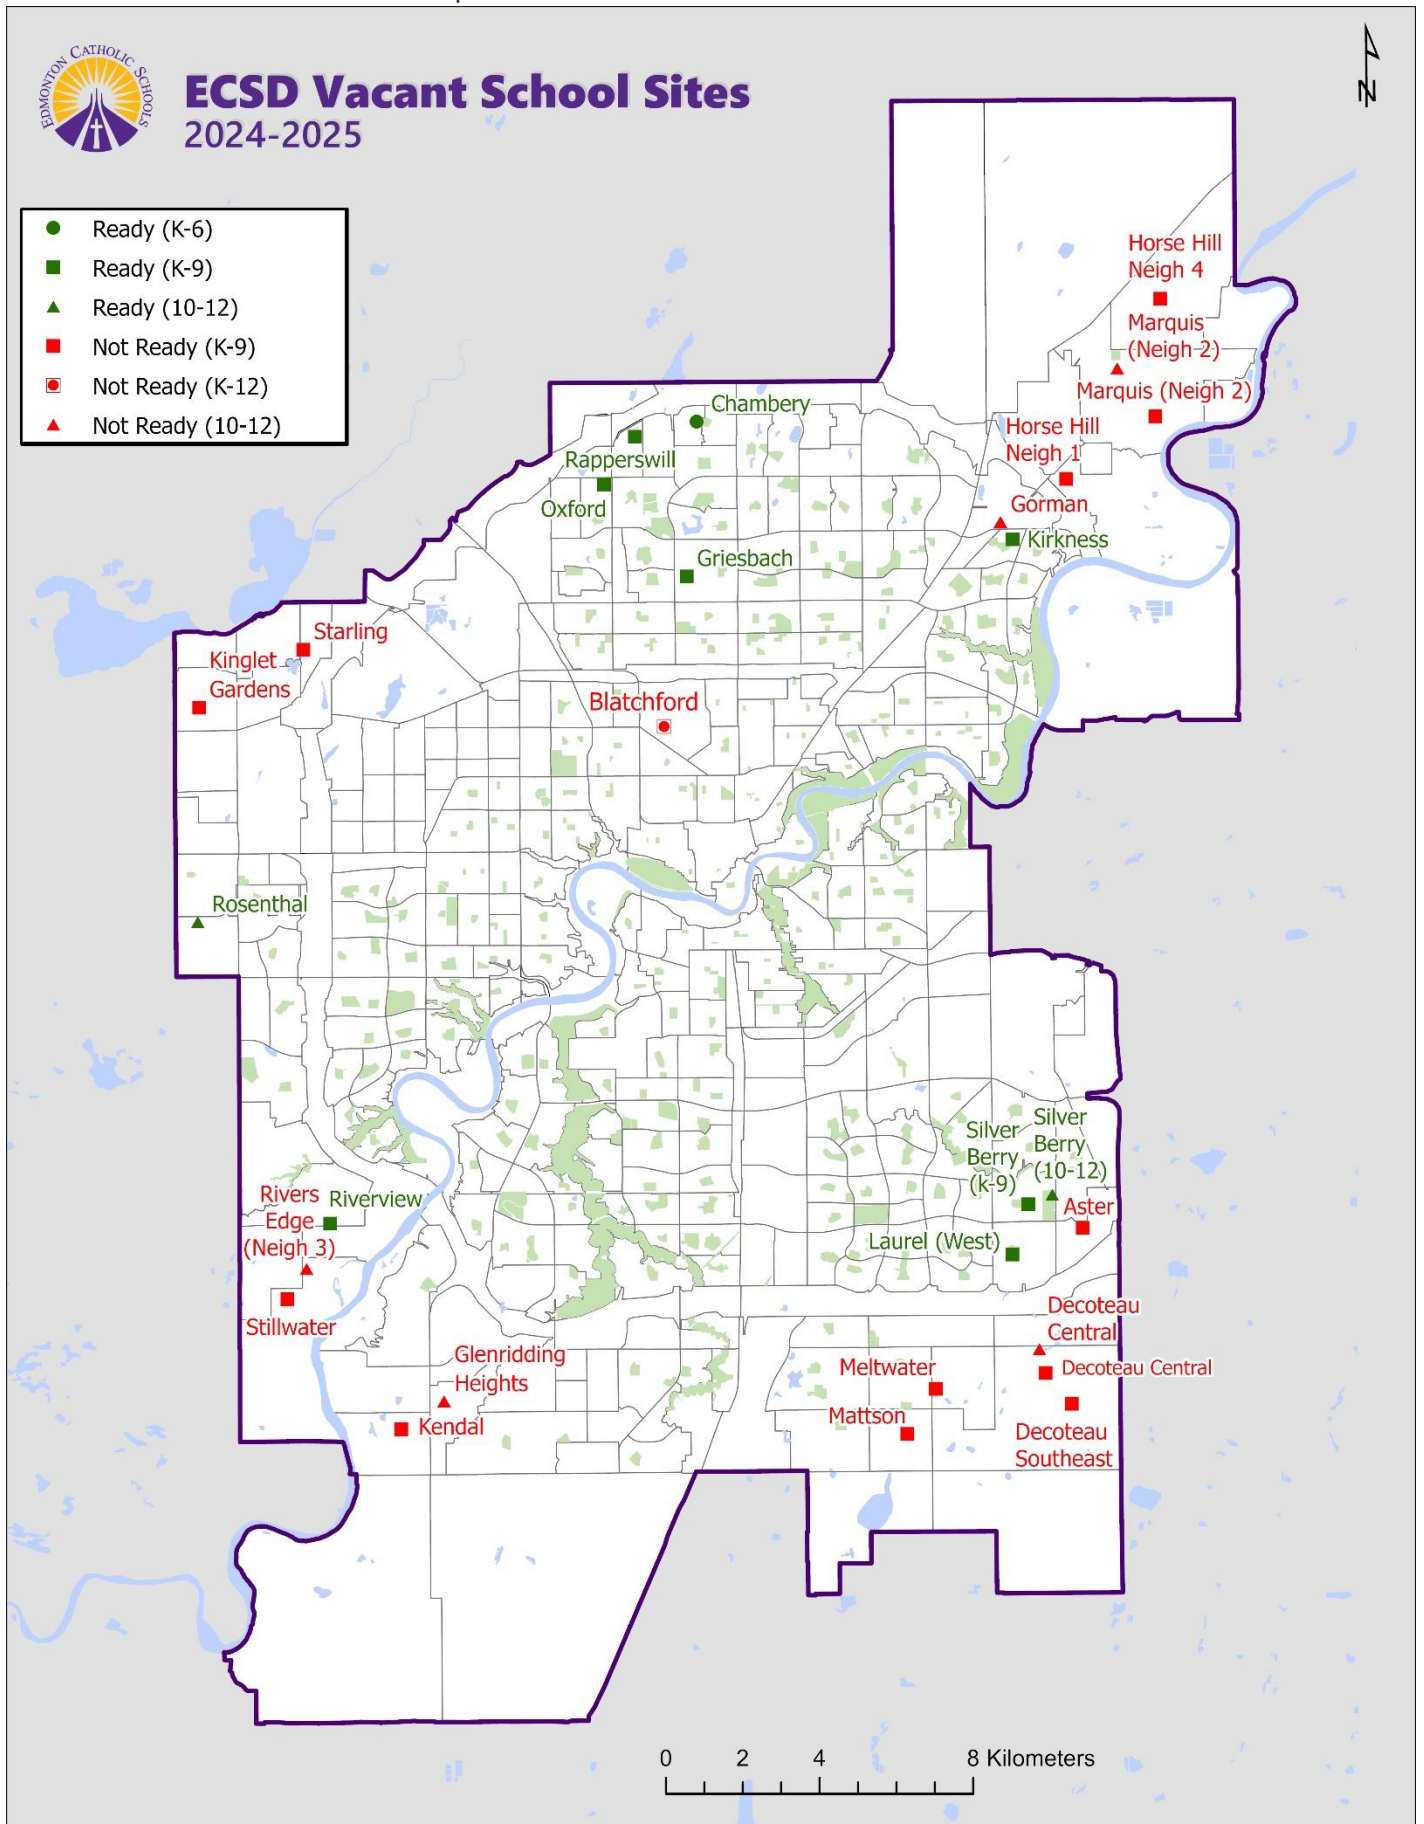 EDMONTON CATHOLIC SCHOOLS
ECSD Vacant School Sites
2024-2025
N
Ready (K-6)
Ready (K-9)
Ready (10-12)
Not Ready (K-9)
Not Ready (K-12)
Not Ready (10-12)
Horse Hill
Neigh 4
Marquis
(Neigh 2)
Marquis (Neigh 2)
Chambery
Horse Hill
Neigh 1
Rapperswill
Oxford
Gorman
Kirkness
Griesbach
Starling
Kinglet
Gardens
Blatchford
Rosenthal
Silver
Berry
(k-9)
Silver
Berry
(10-12)
Aster
Rivers
Edge
(Neigh 3)
Riverview
Laurel (West)
Stillwater
Decoteau
Central
Decoteau Central
Glenridding
Heights
Meltwater
Mattson
Kendal
Decoteau
Southeast
0 2 4 8 Kilometers